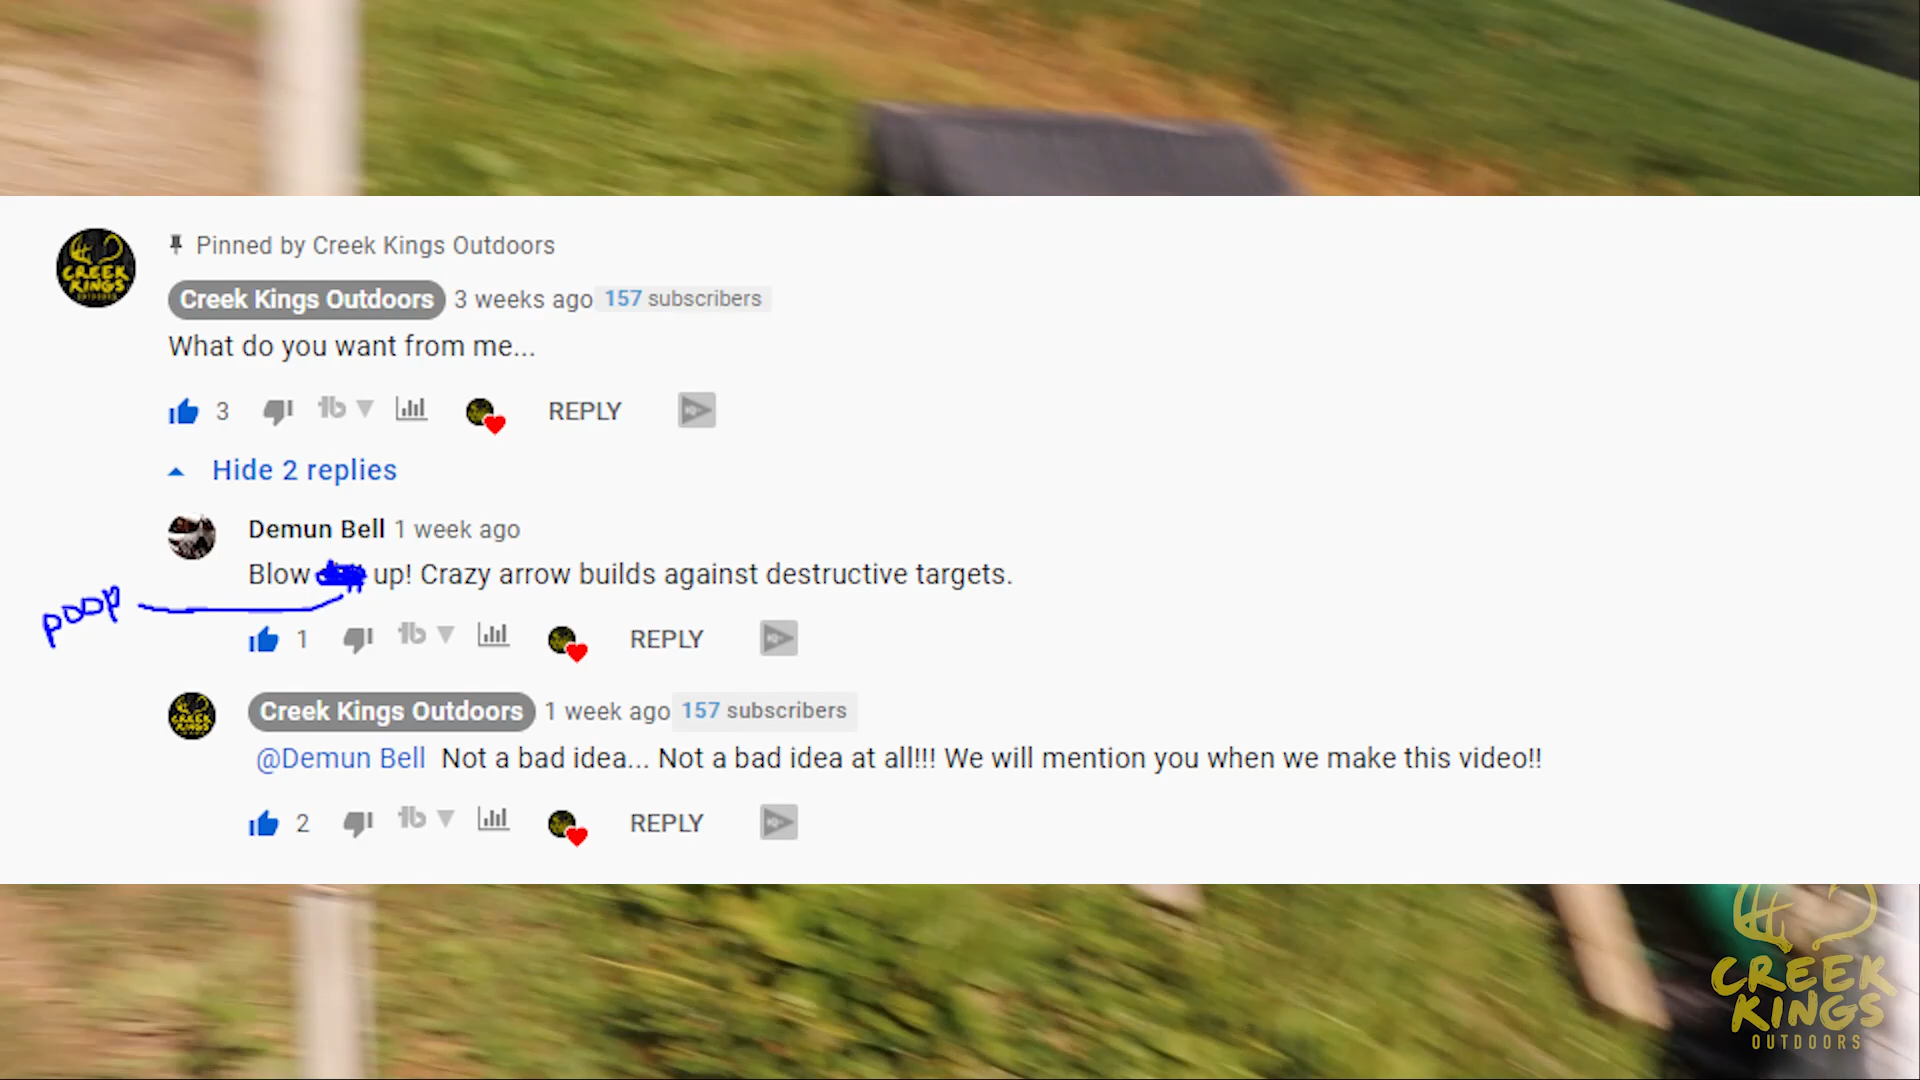 Pinned by Creek Kings Outdoors
Creek Kings Outdoors 3 weeks ago 157 subscribers
What do you want from me...
3 REPLY
Hide 2 replies
Demun Bell 1 week ago
Blow up! Crazy arrow builds against destructive targets.
poop
1 REPLY
Creek Kings Outdoors 1 week ago 157 subscribers
@Demun Bell Not a bad idea... Not a bad idea at all!!! We will mention you when we make this video!!
2 REPLY
CREEK
KINGS
OUTDOORS